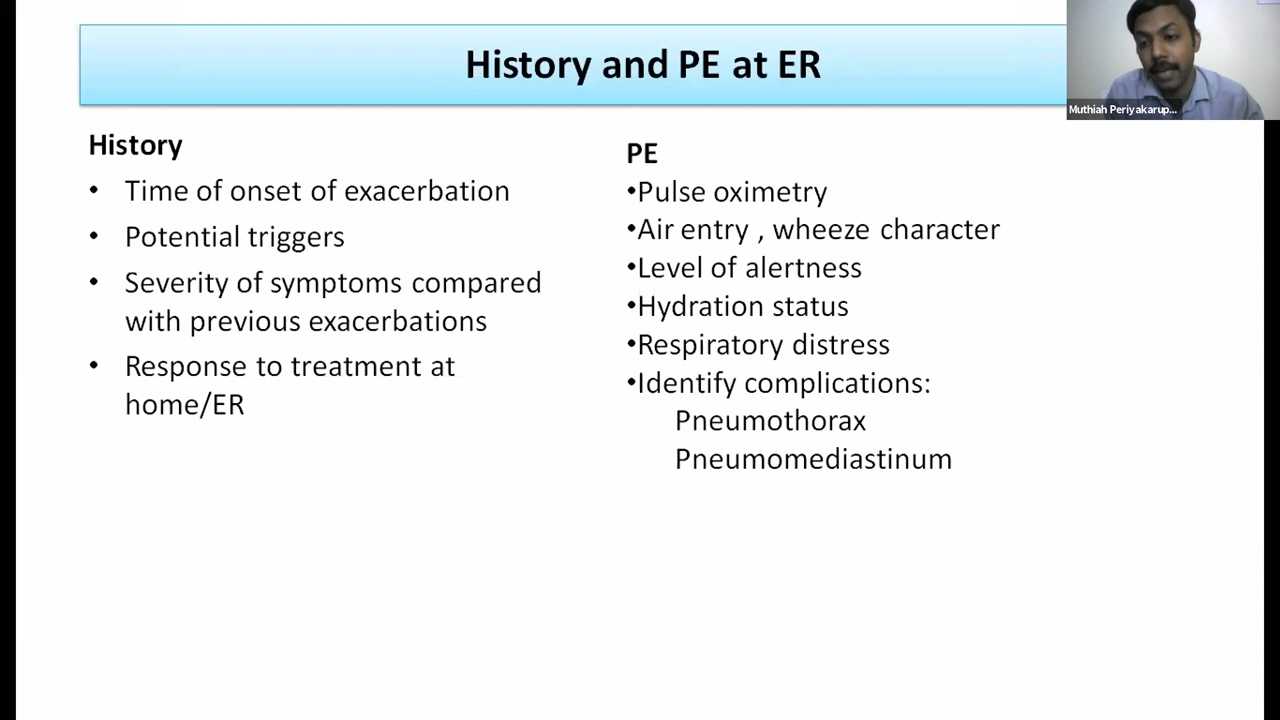 History and PE at ER
Muthiah Periyakarup...
History
• Time of onset of exacerbation
• Potential triggers
• Severity of symptoms compared
with previous exacerbations
• Response to treatment at
home/ER
PE
•Pulse oximetry
•Air entry , wheeze character
•Level of alertness
•Hydration status
•Respiratory distress
•Identify complications:
Pneumothorax
Pneumomediastinum